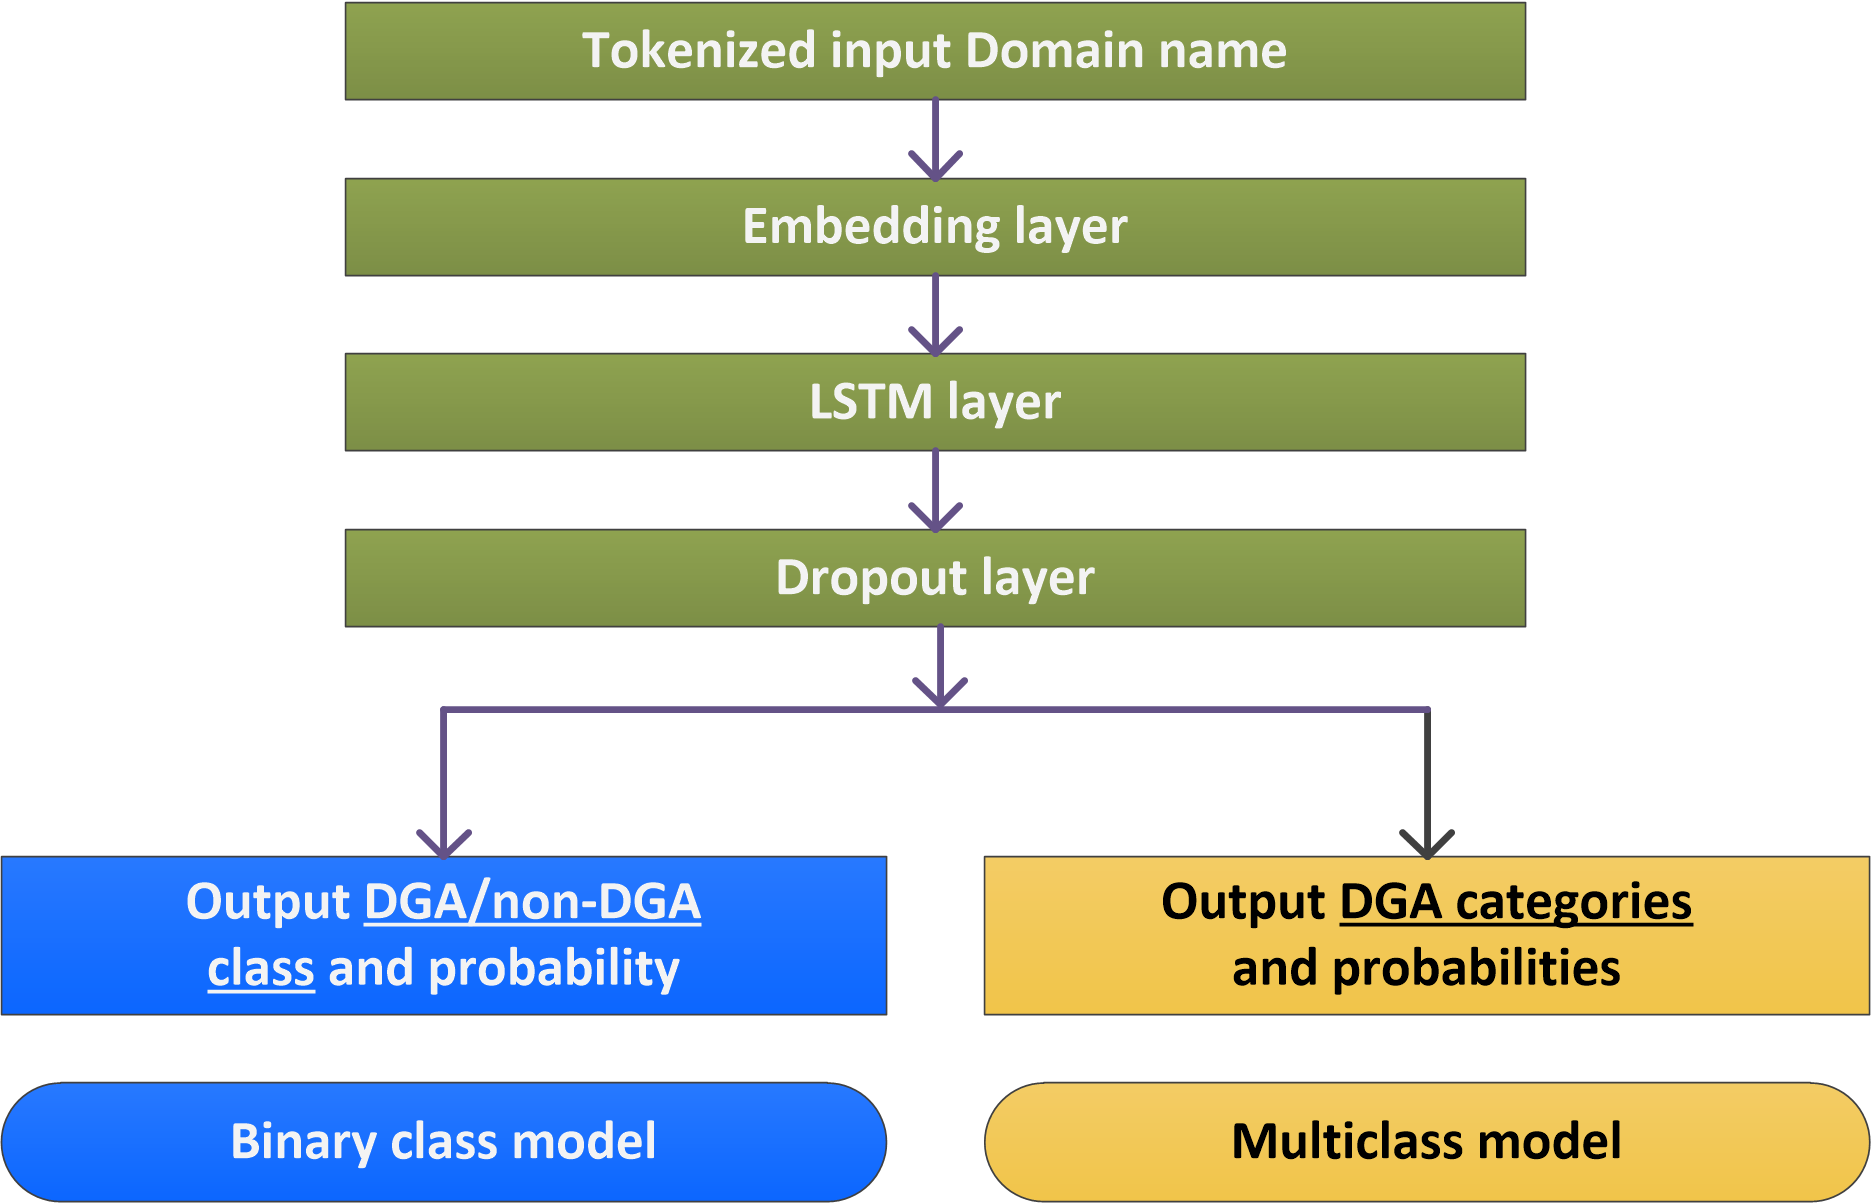 Tokenized input Domain name
Embedding layer
LSTM layer
Dropout layer
Output DGA/non-DGA
class and probability
Output DGA categories
and probabilities
Binary class model
Multiclass model